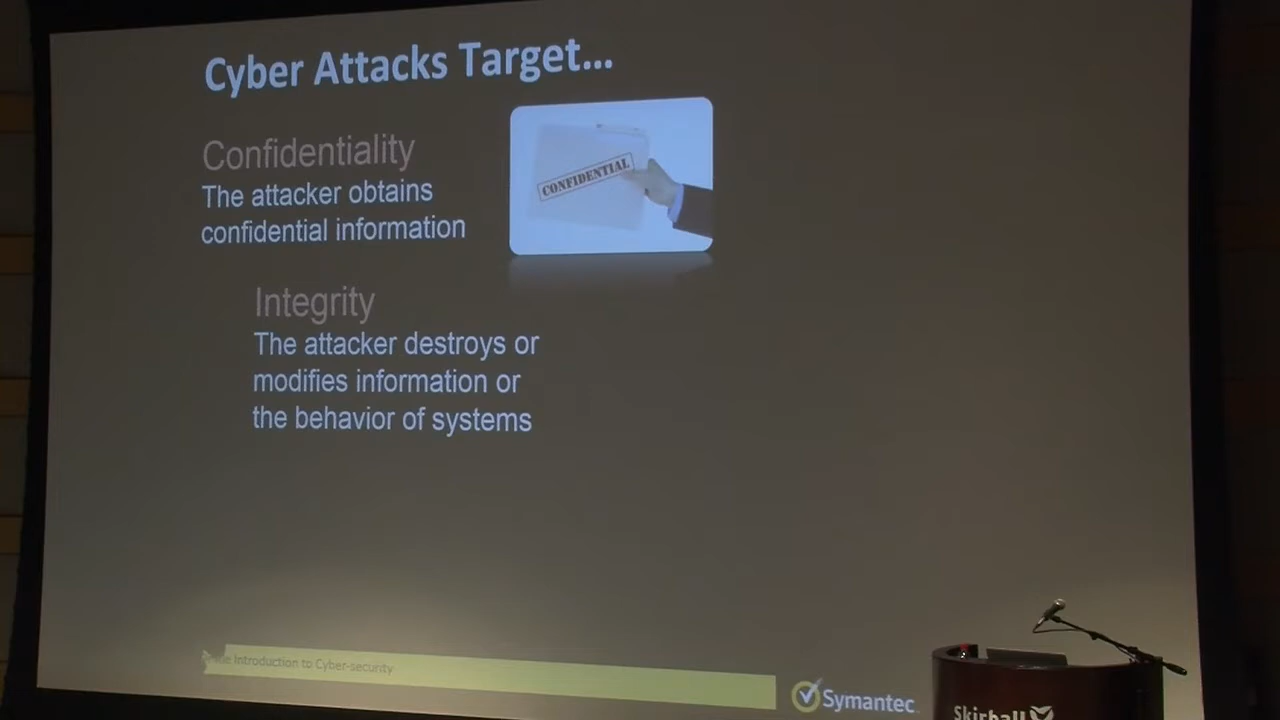 Cyber Attacks Target...
Confidentiality
The attacker obtains
confidential information
CONFIDENTIAL
Integrity
The attacker destroys or
modifies information or
the behavior of systems
Introduction to Cyber-security
Symantec.
Skirball